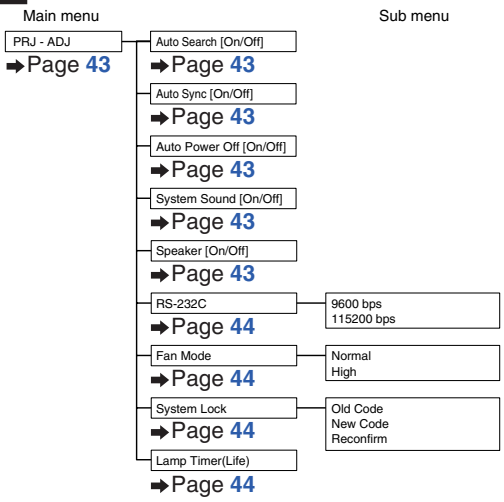 Main menu
Sub menu
PRJ - ADJ
➡Page 43
Auto Search [On/Off]
➡Page 43
Auto Sync [On/Off]
➡Page 43
Auto Power Off [On/Off]
➡Page 43
System Sound [On/Off]
➡Page 43
Speaker [On/Off]
➡Page 43
RS-232C
➡Page 44
9600 bps
115200 bps
Fan Mode
➡Page 44
Normal
High
System Lock
➡Page 44
Old Code
New Code
Reconfirm
Lamp Timer(Life)
➡Page 44